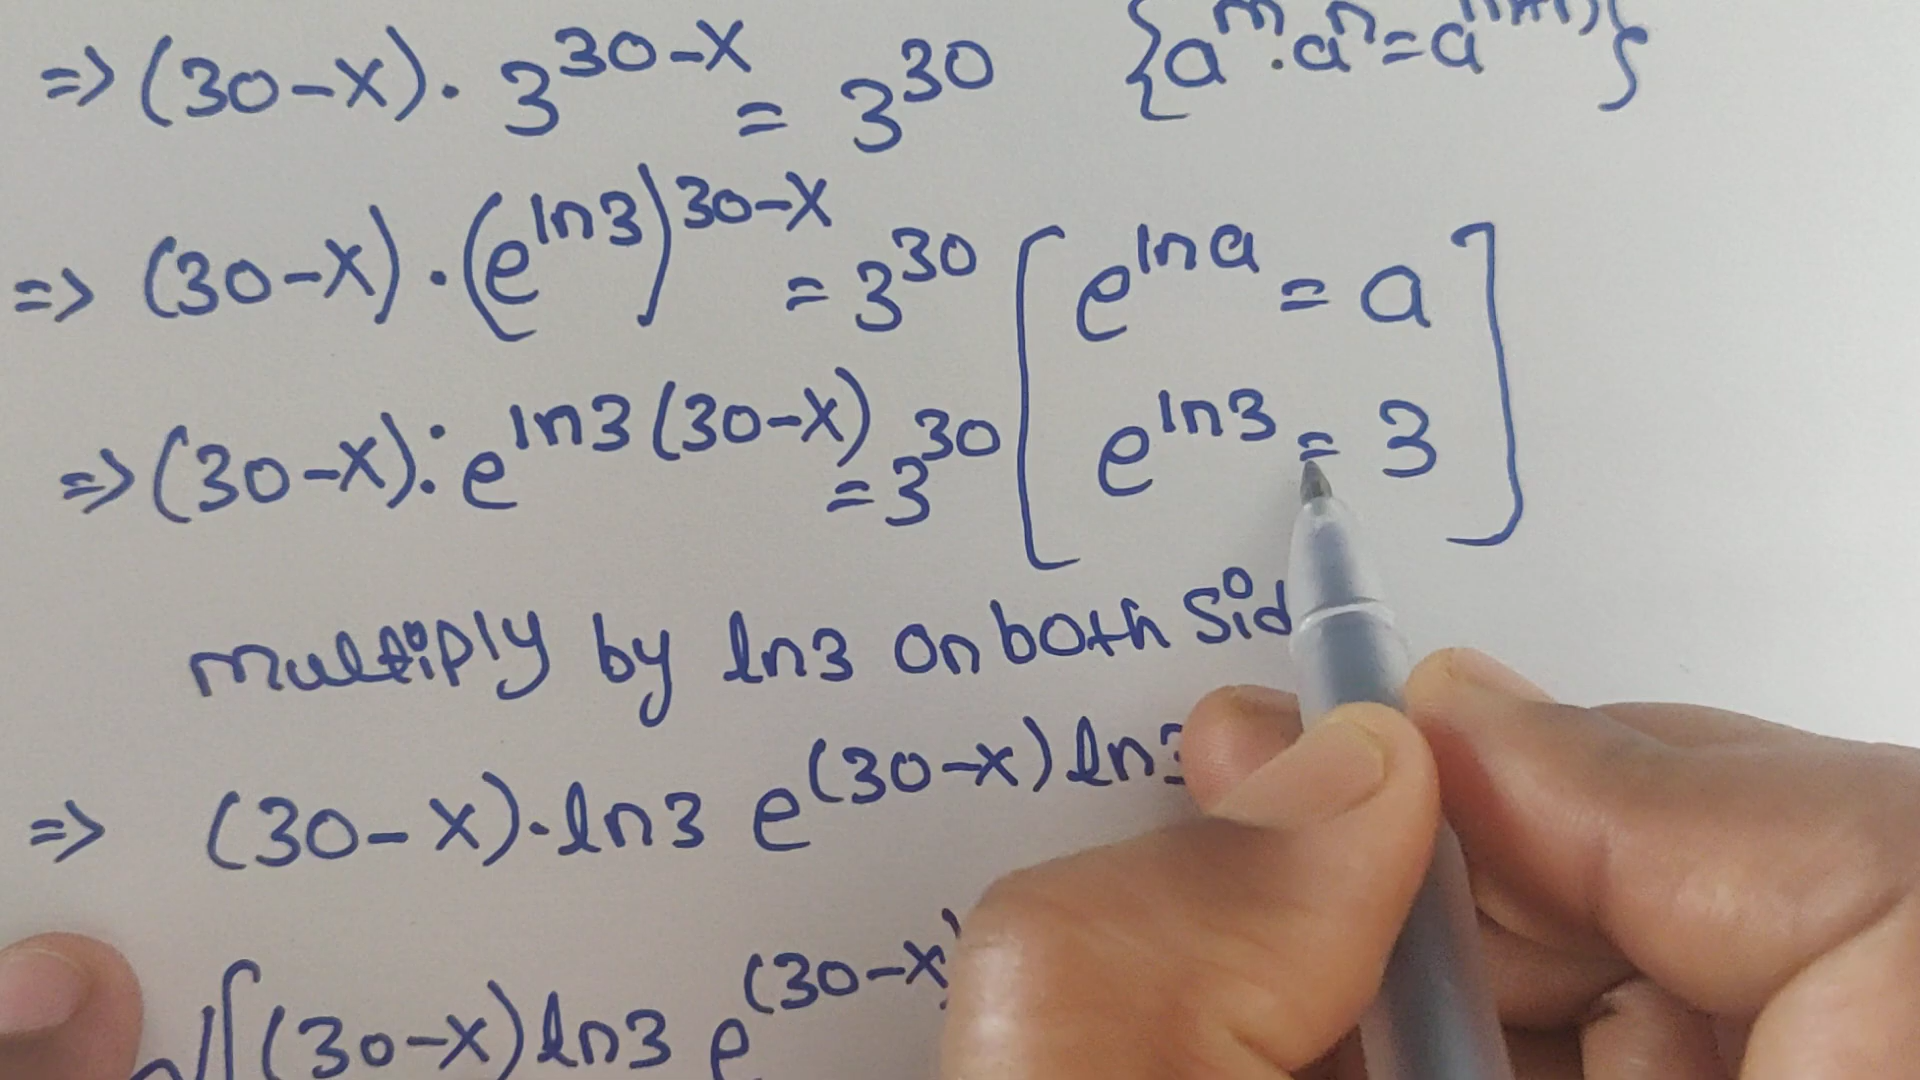 ⇒ (30-x) · 3^{30-x} = 3^{30} {a^m · a^n = a^{m+n}}
⇒ (30-x) · (e^{ln3})^{30-x} = 3^{30} [e^{lna} = a
⇒ (30-x) · e^{ln3(30-x)} = 3^{30} e^{ln3} = 3]
multiply by ln3 on both Sid
⇒ (30-x) · ln3 e^{(30-x) ln3}
[(30-x) ln3 e^{(30-x)}